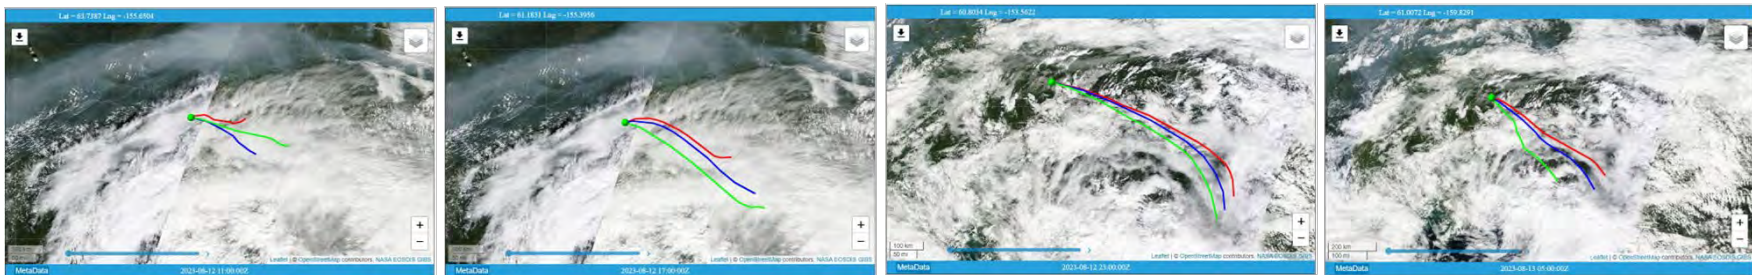 Lat = 63.7387 Lng = -155.6504
+
−
Leaflet | © OpenStreetMap contributors, NASA EOSDIS GIBS
MetaData
2023-08-12 11:00:00Z
Lat = 61.1831 Lng = -155.3956
+
−
Leaflet | © OpenStreetMap contributors, NASA EOSDIS GIBS
MetaData
2023-08-12 17:00:00Z
Lat = 60.8034 Lng = -153.5622
100 km
50 mi
+
−
Leaflet | © OpenStreetMap contributors, NASA EOSDIS GIBS
MetaData
2023-08-12 23:00:00Z
Lat = 61.0072 Lng = -159.8291
200 km
100 mi
+
−
Leaflet | © OpenStreetMap contributors, NASA EOSDIS GIBS
MetaData
2023-08-13 05:00:00Z